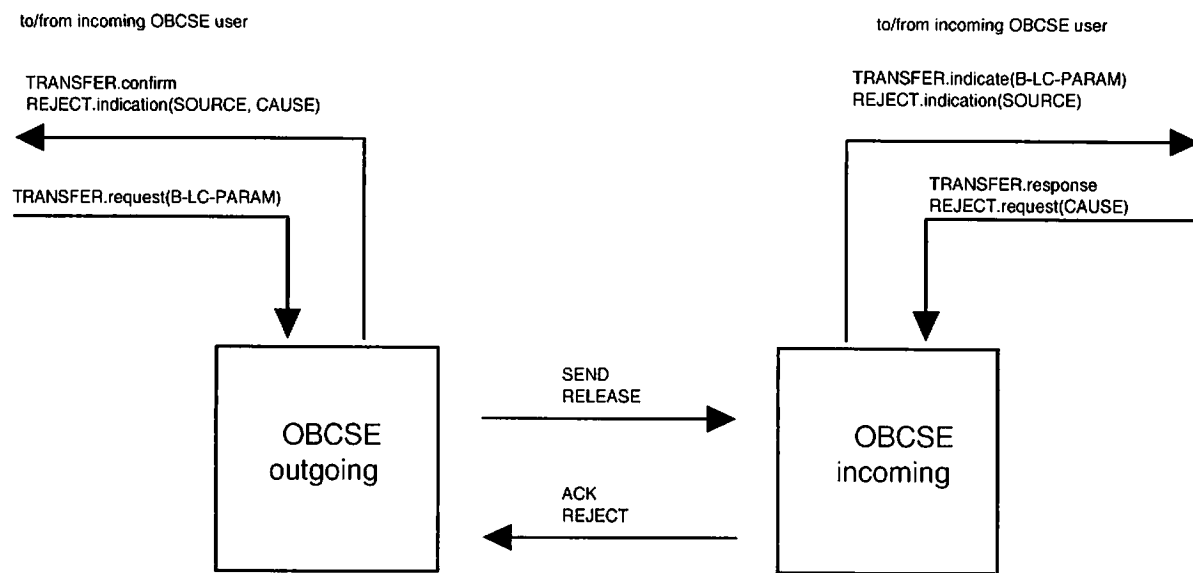 to/from incoming OBCSE user
to/from incoming OBCSE user
TRANSFER.confirm
REJECT.indication(SOURCE, CAUSE)
TRANSFER.indicate(B-LC-PARAM)
REJECT.indication(SOURCE)
TRANSFER.request(B-LC-PARAM)
TRANSFER.response
REJECT.request(CAUSE)
SEND
RELEASE
OBCSE
outgoing
OBCSE
incoming
ACK
REJECT